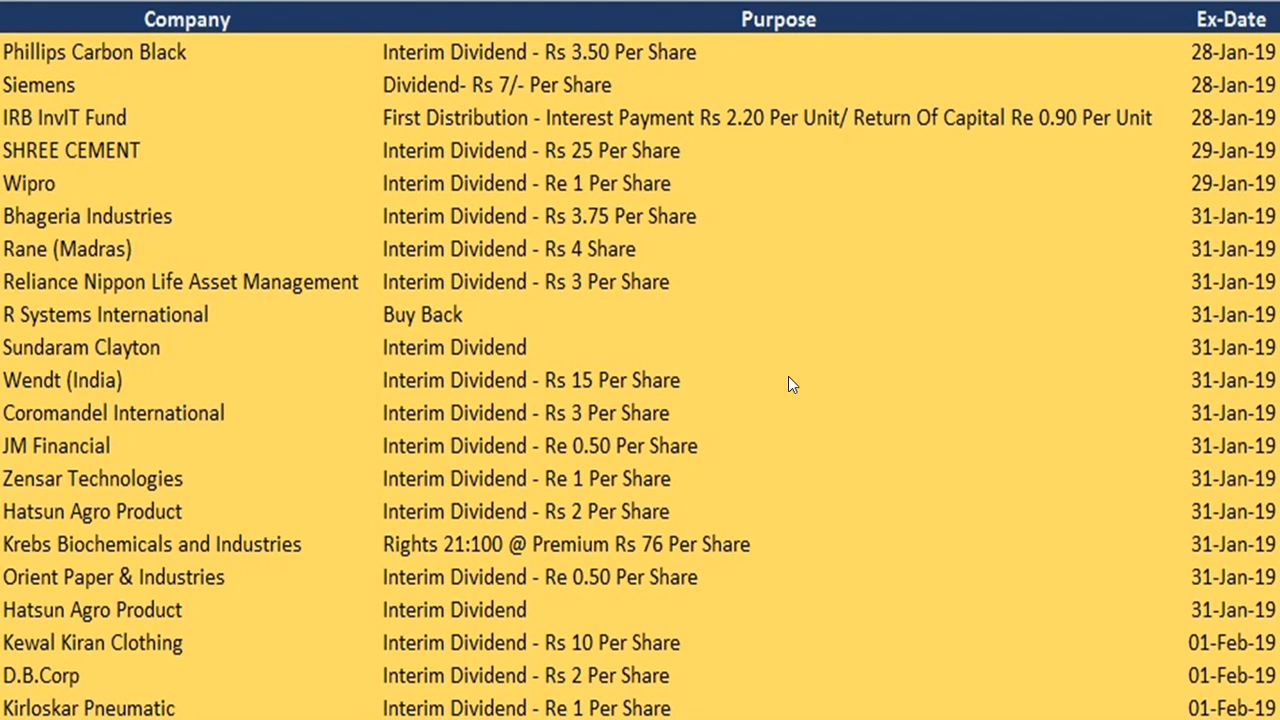 Company Purpose Ex-Date
Phillips Carbon Black Interim Dividend - Rs 3.50 Per Share 28-Jan-19
Siemens Dividend- Rs 7/- Per Share 28-Jan-19
IRB InvIT Fund First Distribution - Interest Payment Rs 2.20 Per Unit/ Return Of Capital Re 0.90 Per Unit 28-Jan-19
SHREE CEMENT Interim Dividend - Rs 25 Per Share 29-Jan-19
Wipro Interim Dividend - Re 1 Per Share 29-Jan-19
Bhageria Industries Interim Dividend - Rs 3.75 Per Share 31-Jan-19
Rane (Madras) Interim Dividend - Rs 4 Share 31-Jan-19
Reliance Nippon Life Asset Management Interim Dividend - Rs 3 Per Share 31-Jan-19
R Systems International Buy Back 31-Jan-19
Sundaram Clayton Interim Dividend 31-Jan-19
Wendt (India) Interim Dividend - Rs 15 Per Share 31-Jan-19
Coromandel International Interim Dividend - Rs 3 Per Share 31-Jan-19
JM Financial Interim Dividend - Re 0.50 Per Share 31-Jan-19
Zensar Technologies Interim Dividend - Re 1 Per Share 31-Jan-19
Hatsun Agro Product Interim Dividend - Rs 2 Per Share 31-Jan-19
Krebs Biochemicals and Industries Rights 21:100 @ Premium Rs 76 Per Share 31-Jan-19
Orient Paper & Industries Interim Dividend - Re 0.50 Per Share 31-Jan-19
Hatsun Agro Product Interim Dividend 31-Jan-19
Kewal Kiran Clothing Interim Dividend - Rs 10 Per Share 01-Feb-19
D.B.Corp Interim Dividend - Rs 2 Per Share 01-Feb-19
Kirloskar Pneumatic Interim Dividend - Re 1 Per Share 01-Feb-19